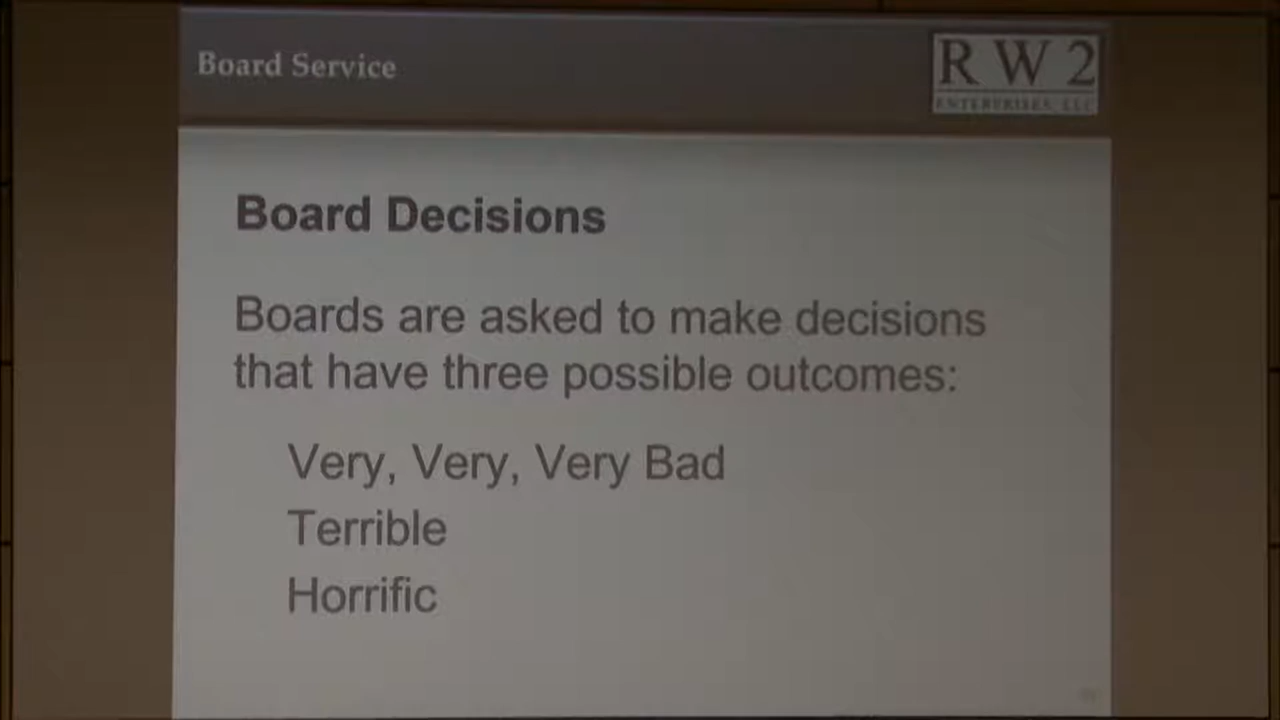 Board Service
R W 2
ENTERPRISES, LLC
Board Decisions
Boards are asked to make decisions
that have three possible outcomes:
Very, Very, Very Bad
Terrible
Horrific